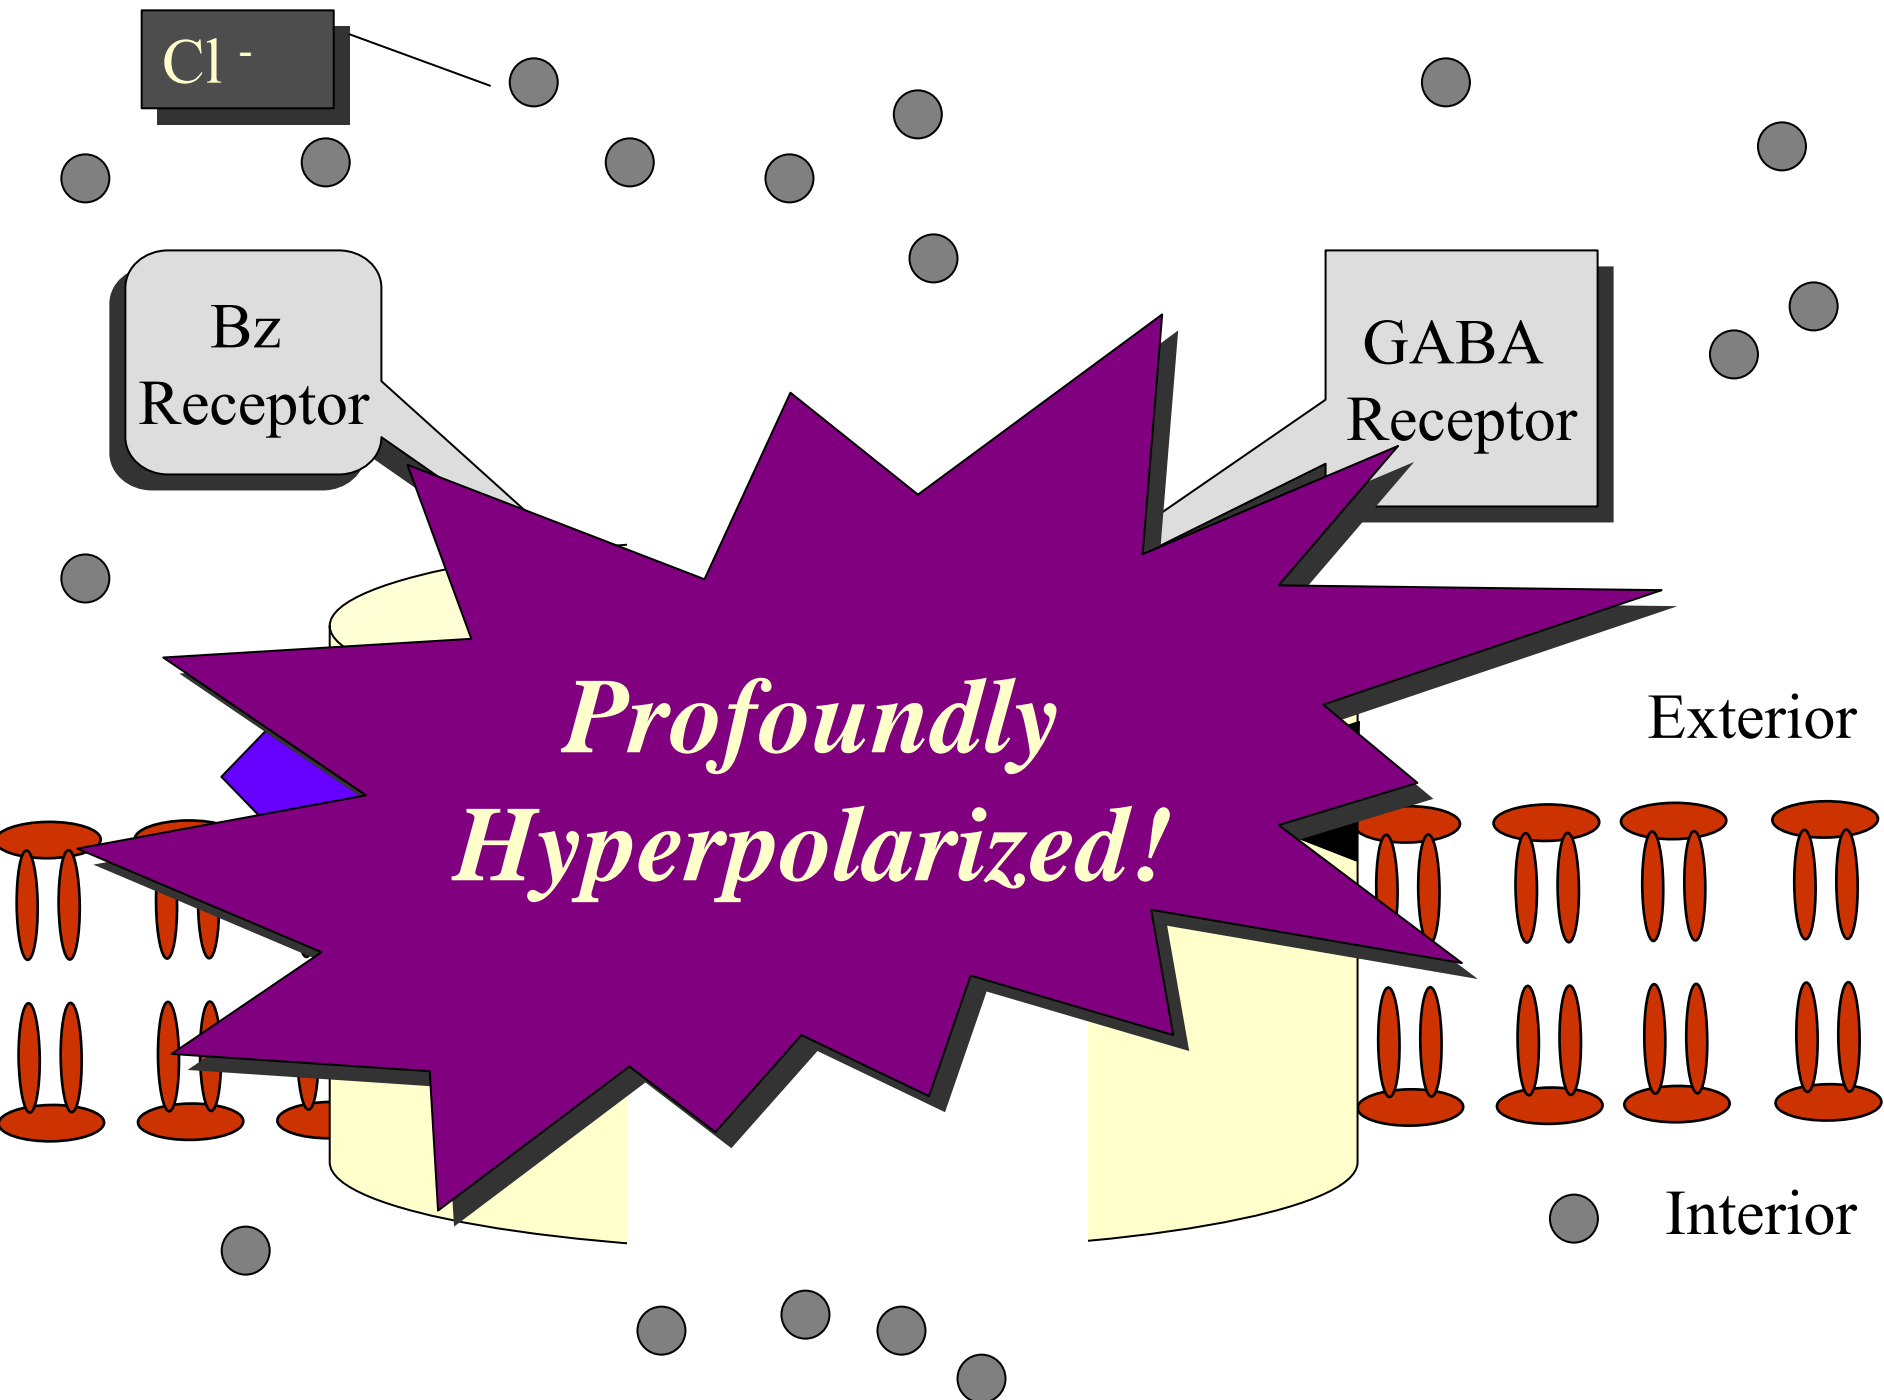 Cl -
Bz
Receptor
GABA
Receptor
Profoundly
Hyperpolarized!
Exterior
Interior